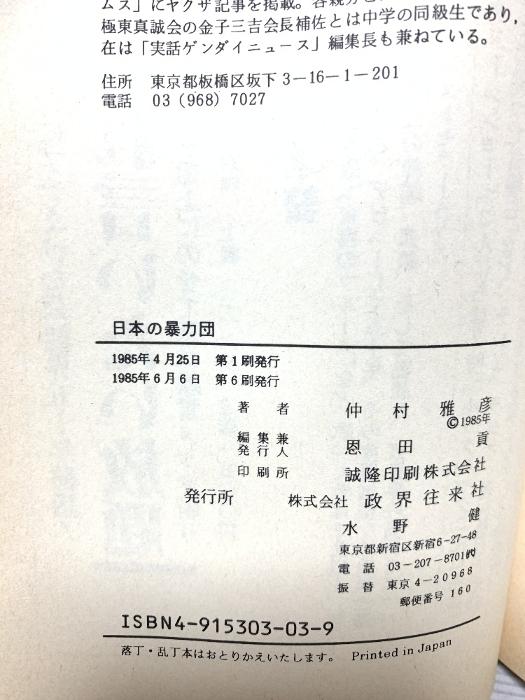 ムス」にヤクザ記事を掲載。各親分と
極東真誠会の金子三吉会長補佐とは中学の同級生であり，
在は「実話ゲンダイニュース」編集長も兼ねている。
住所　東京都板橋区坂下3－16－1－201
電話　03（968）7027
日本の暴力団
1985年4月25日　第1刷発行
1985年6月6日　第6刷発行
著者　仲村雅彦
©1985年
編集兼発行人　恩田貢
印刷所　誠隆印刷株式会社
発行所　株式会社　政界往来社
水野健
東京都新宿区新宿6-27-48
電話　03－207－8701㈹
振替　東京4－20968
郵便番号　160
ISBN4-915303-03-9
落丁・乱丁本はおとりかえいたします。　Printed in Japan